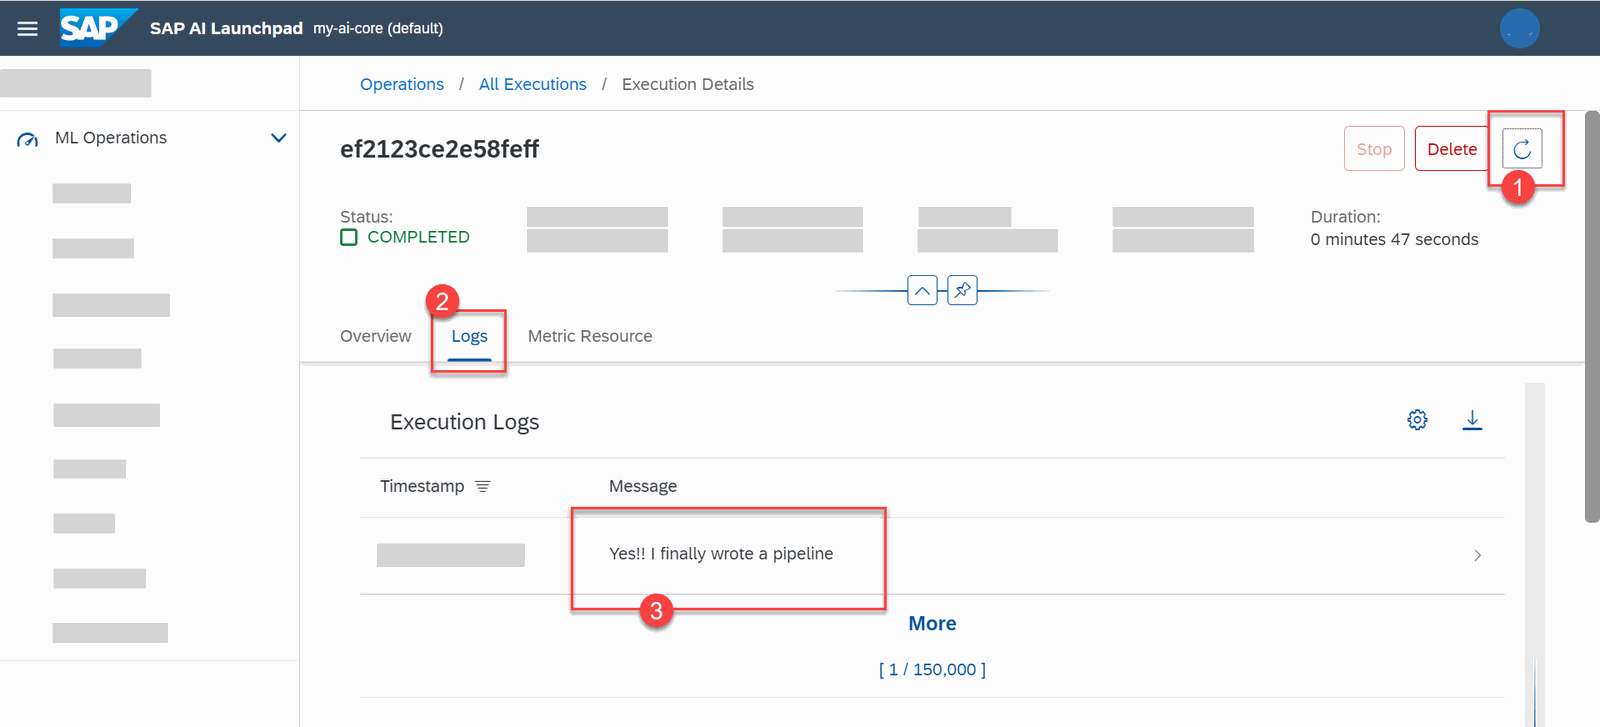 SAP SAP AI Launchpad my-ai-core (default)
Operations / All Executions / Execution Details
ML Operations
ef2123ce2e58feff
Stop
Delete
1
Status:
COMPLETED
Duration:
0 minutes 47 seconds
2
Overview
Logs
Metric Resource
Execution Logs
Timestamp
Message
Yes!! I finally wrote a pipeline
3
More
[ 1 / 150,000 ]